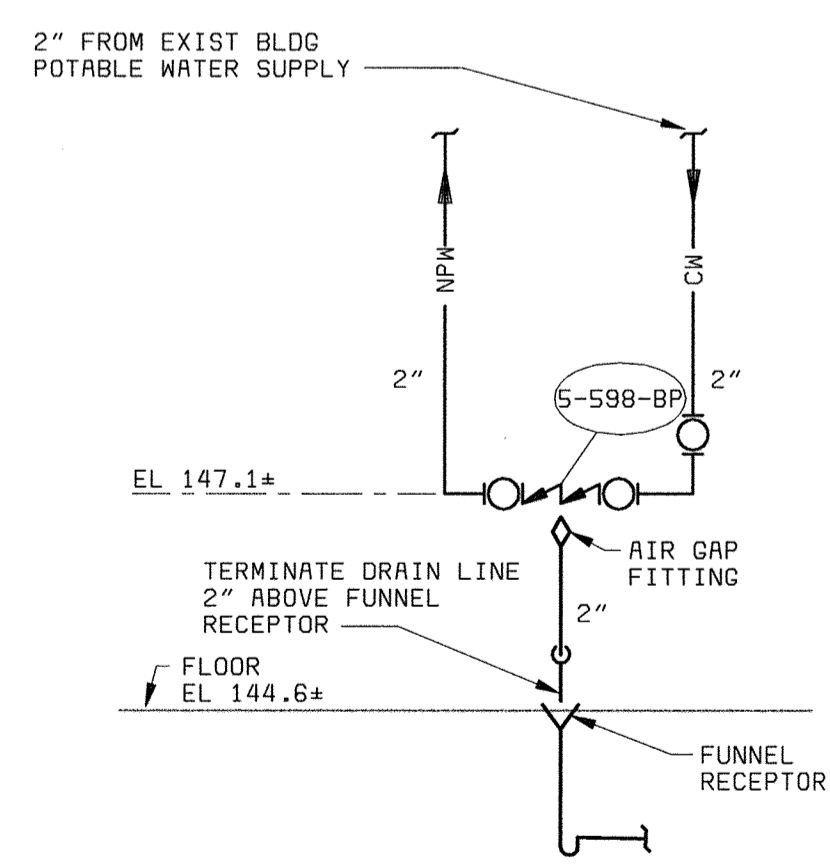 2" FROM EXIST BLDG
POTABLE WATER SUPPLY
NPW
CW
2"
2"
5-598-BP
EL 147.1±
AIR GAP
FITTING
TERMINATE DRAIN LINE
2" ABOVE FUNNEL
RECEPTOR
2"
FLOOR
EL 144.6±
FUNNEL
RECEPTOR